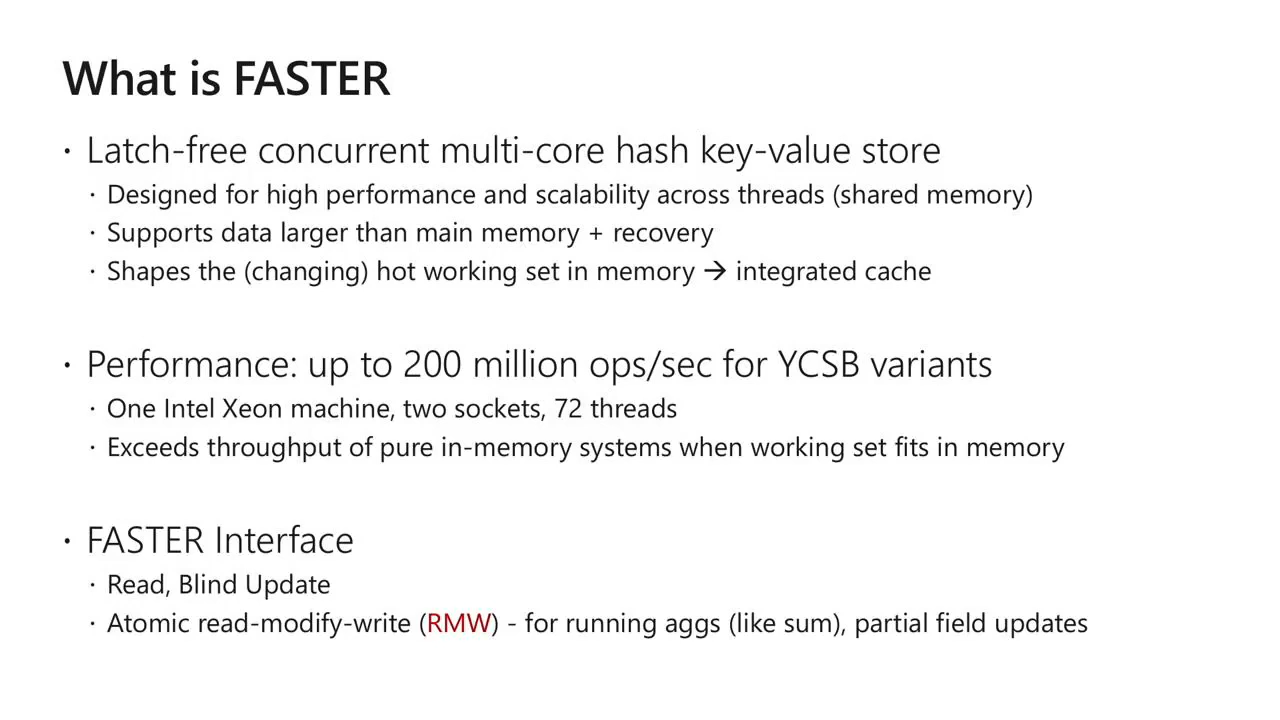 What is FASTER
• Latch-free concurrent multi-core hash key-value store
• Designed for high performance and scalability across threads (shared memory)
• Supports data larger than main memory + recovery
• Shapes the (changing) hot working set in memory → integrated cache
• Performance: up to 200 million ops/sec for YCSB variants
• One Intel Xeon machine, two sockets, 72 threads
• Exceeds throughput of pure in-memory systems when working set fits in memory
• FASTER Interface
• Read, Blind Update
• Atomic read-modify-write (RMW) - for running aggs (like sum), partial field updates